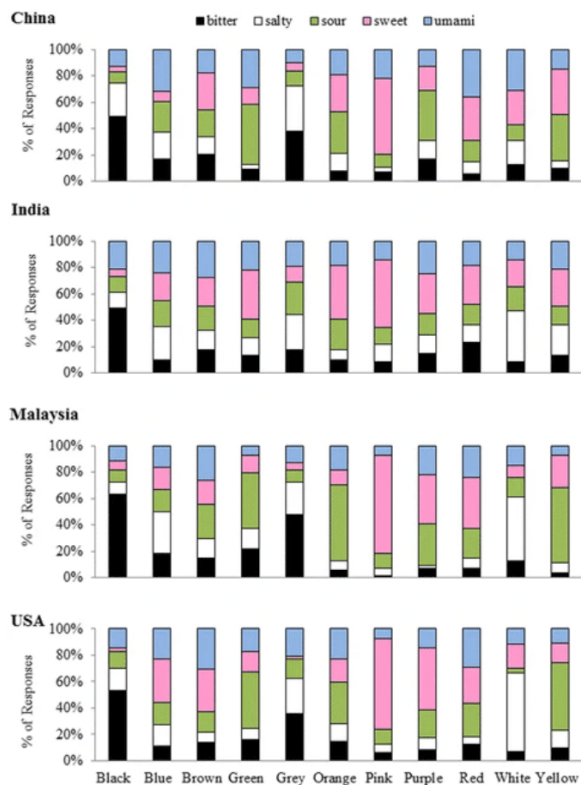 China
bitter salty sour sweet umami
% of Responses
100%
80%
60%
40%
20%
0%
India
% of Responses
100%
80%
60%
40%
20%
0%
Malaysia
% of Responses
100%
80%
60%
40%
20%
0%
USA
% of Responses
100%
80%
60%
40%
20%
0%
Black Blue Brown Green Grey Orange Pink Purple Red White Yellow